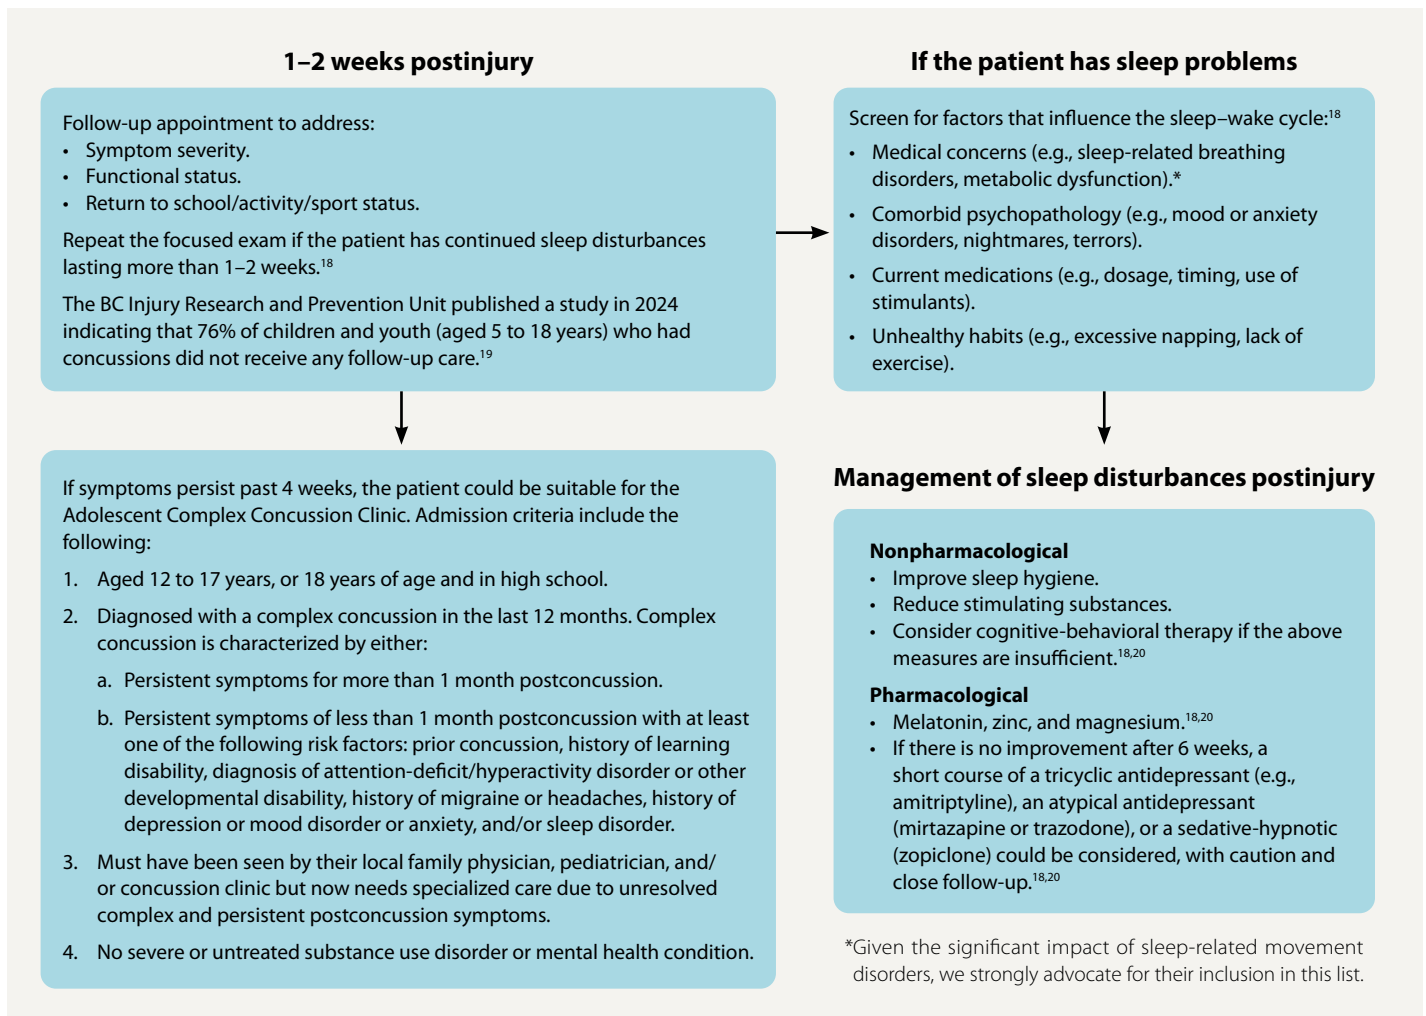 1–2 weeks postinjury
Follow-up appointment to address:
• Symptom severity.
• Functional status.
• Return to school/activity/sport status.
Repeat the focused exam if the patient has continued sleep disturbances
lasting more than 1–2 weeks.18
The BC Injury Research and Prevention Unit published a study in 2024
indicating that 76% of children and youth (aged 5 to 18 years) who had
concussions did not receive any follow-up care.19
If symptoms persist past 4 weeks, the patient could be suitable for the
Adolescent Complex Concussion Clinic. Admission criteria include the
following:
1. Aged 12 to 17 years, or 18 years of age and in high school.
2. Diagnosed with a complex concussion in the last 12 months. Complex
concussion is characterized by either:
a. Persistent symptoms for more than 1 month postconcussion.
b. Persistent symptoms of less than 1 month postconcussion with at least
one of the following risk factors: prior concussion, history of learning
disability, diagnosis of attention-deficit/hyperactivity disorder or other
developmental disability, history of migraine or headaches, history of
depression or mood disorder or anxiety, and/or sleep disorder.
3. Must have been seen by their local family physician, pediatrician, and/
or concussion clinic but now needs specialized care due to unresolved
complex and persistent postconcussion symptoms.
4. No severe or untreated substance use disorder or mental health condition.
If the patient has sleep problems
Screen for factors that influence the sleep–wake cycle:18
• Medical concerns (e.g., sleep-related breathing
disorders, metabolic dysfunction).*
• Comorbid psychopathology (e.g., mood or anxiety
disorders, nightmares, terrors).
• Current medications (e.g., dosage, timing, use of
stimulants).
• Unhealthy habits (e.g., excessive napping, lack of
exercise).
Management of sleep disturbances postinjury
Nonpharmacological
• Improve sleep hygiene.
• Reduce stimulating substances.
• Consider cognitive-behavioral therapy if the above
measures are insufficient.18,20
Pharmacological
• Melatonin, zinc, and magnesium.18,20
• If there is no improvement after 6 weeks, a
short course of a tricyclic antidepressant (e.g.,
amitriptyline), an atypical antidepressant
(mirtazapine or trazodone), or a sedative-hypnotic
(zopiclone) could be considered, with caution and
close follow-up.18,20
*Given the significant impact of sleep-related movement
disorders, we strongly advocate for their inclusion in this list.